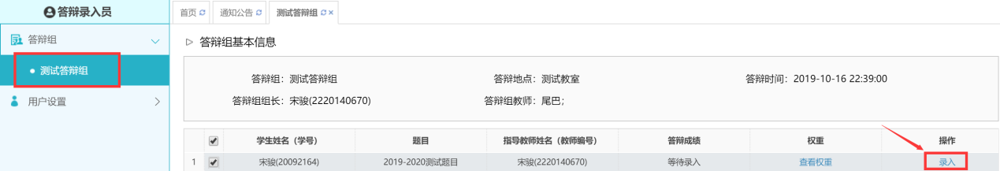 答辩录入员
首页 通知公告 测试答辩组
答辩组
测试答辩组
用户设置
答辩组基本信息
答辩组：测试答辩组 答辩地点：测试教室 答辩时间：2019-10-16 22:39:00
答辩组组长：宋骏(2220140670) 答辩组教师：尾巴；
学生姓名（学号） 题目 指导教师姓名（教师编号） 答辩成绩 权重 操作
1 宋骏(20092164) 2019-2020测试题目 宋骏(2220140670) 等待录入 查看权重 录入